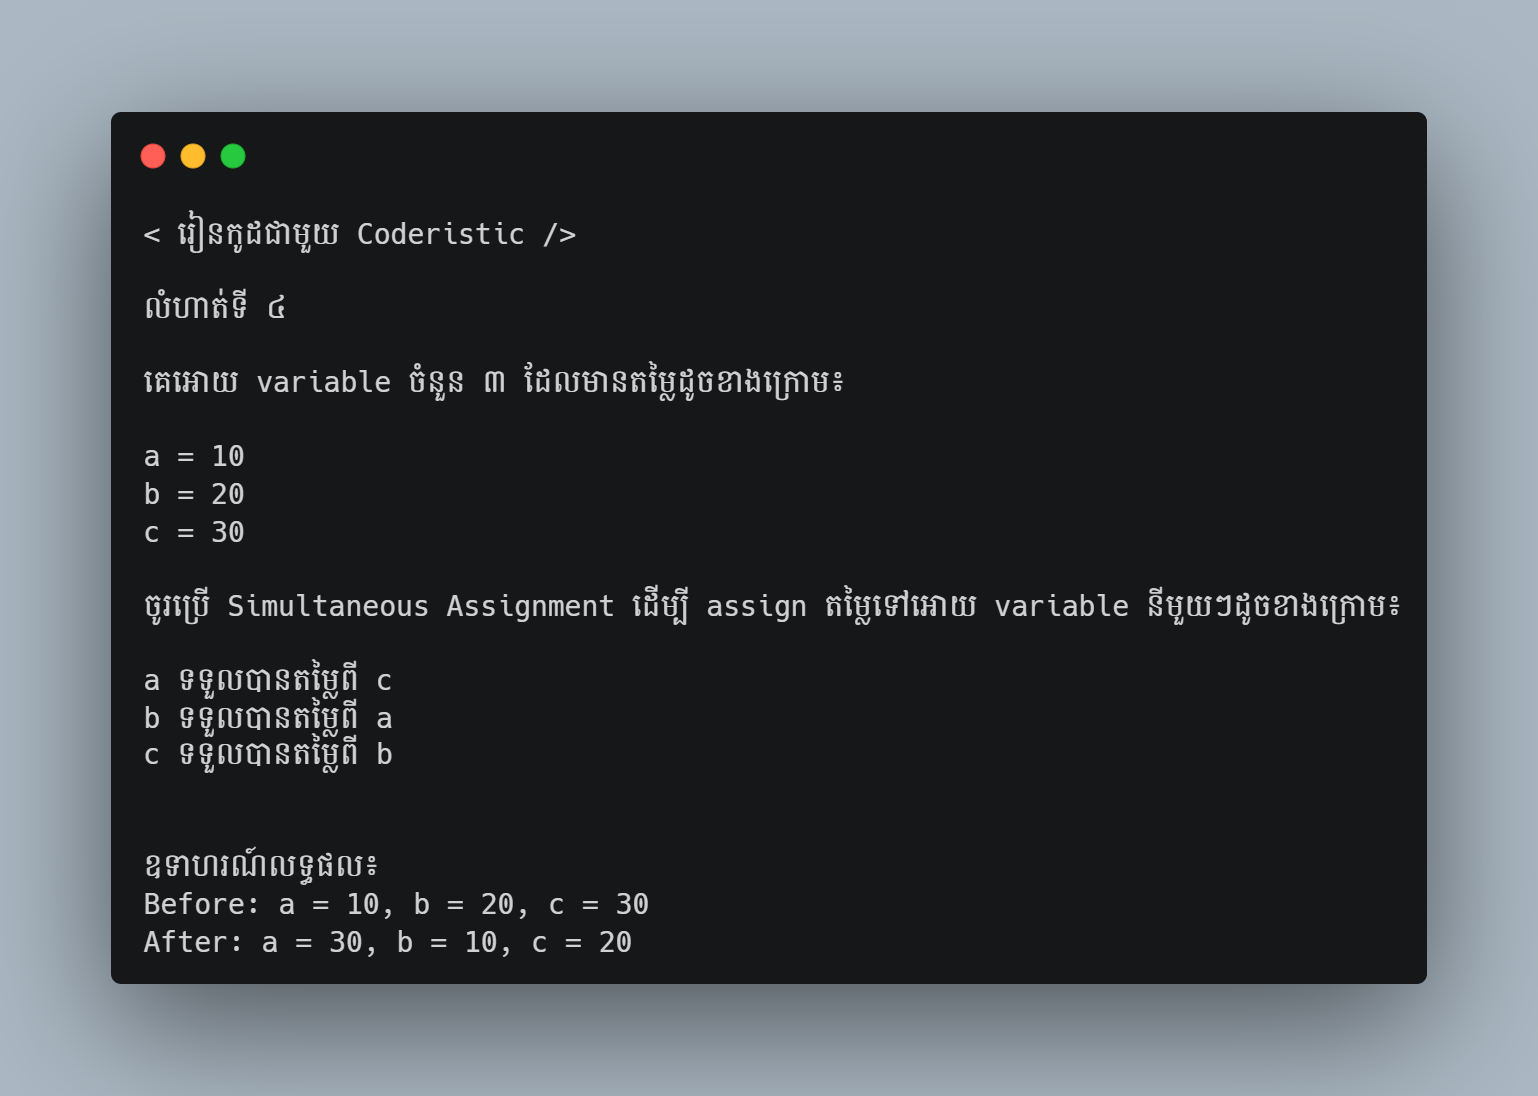 < រៀនកូដជាមួយ Coderistic />
លំហាត់ទី ៤
គេអោយ variable ចំនួន ៣ ដែលមានតម្លៃដូចខាងក្រោម៖
a = 10
b = 20
c = 30
ចូរប្រើ Simultaneous Assignment ដើម្បី assign តម្លៃទៅអោយ variable នីមួយៗដូចខាងក្រោម៖
a ទទួលបានតម្លៃពី c
b ទទួលបានតម្លៃពី a
c ទទួលបានតម្លៃពី b
ឧទាហរណ៍លទ្ធផល៖
Before: a = 10, b = 20, c = 30
After: a = 30, b = 10, c = 20